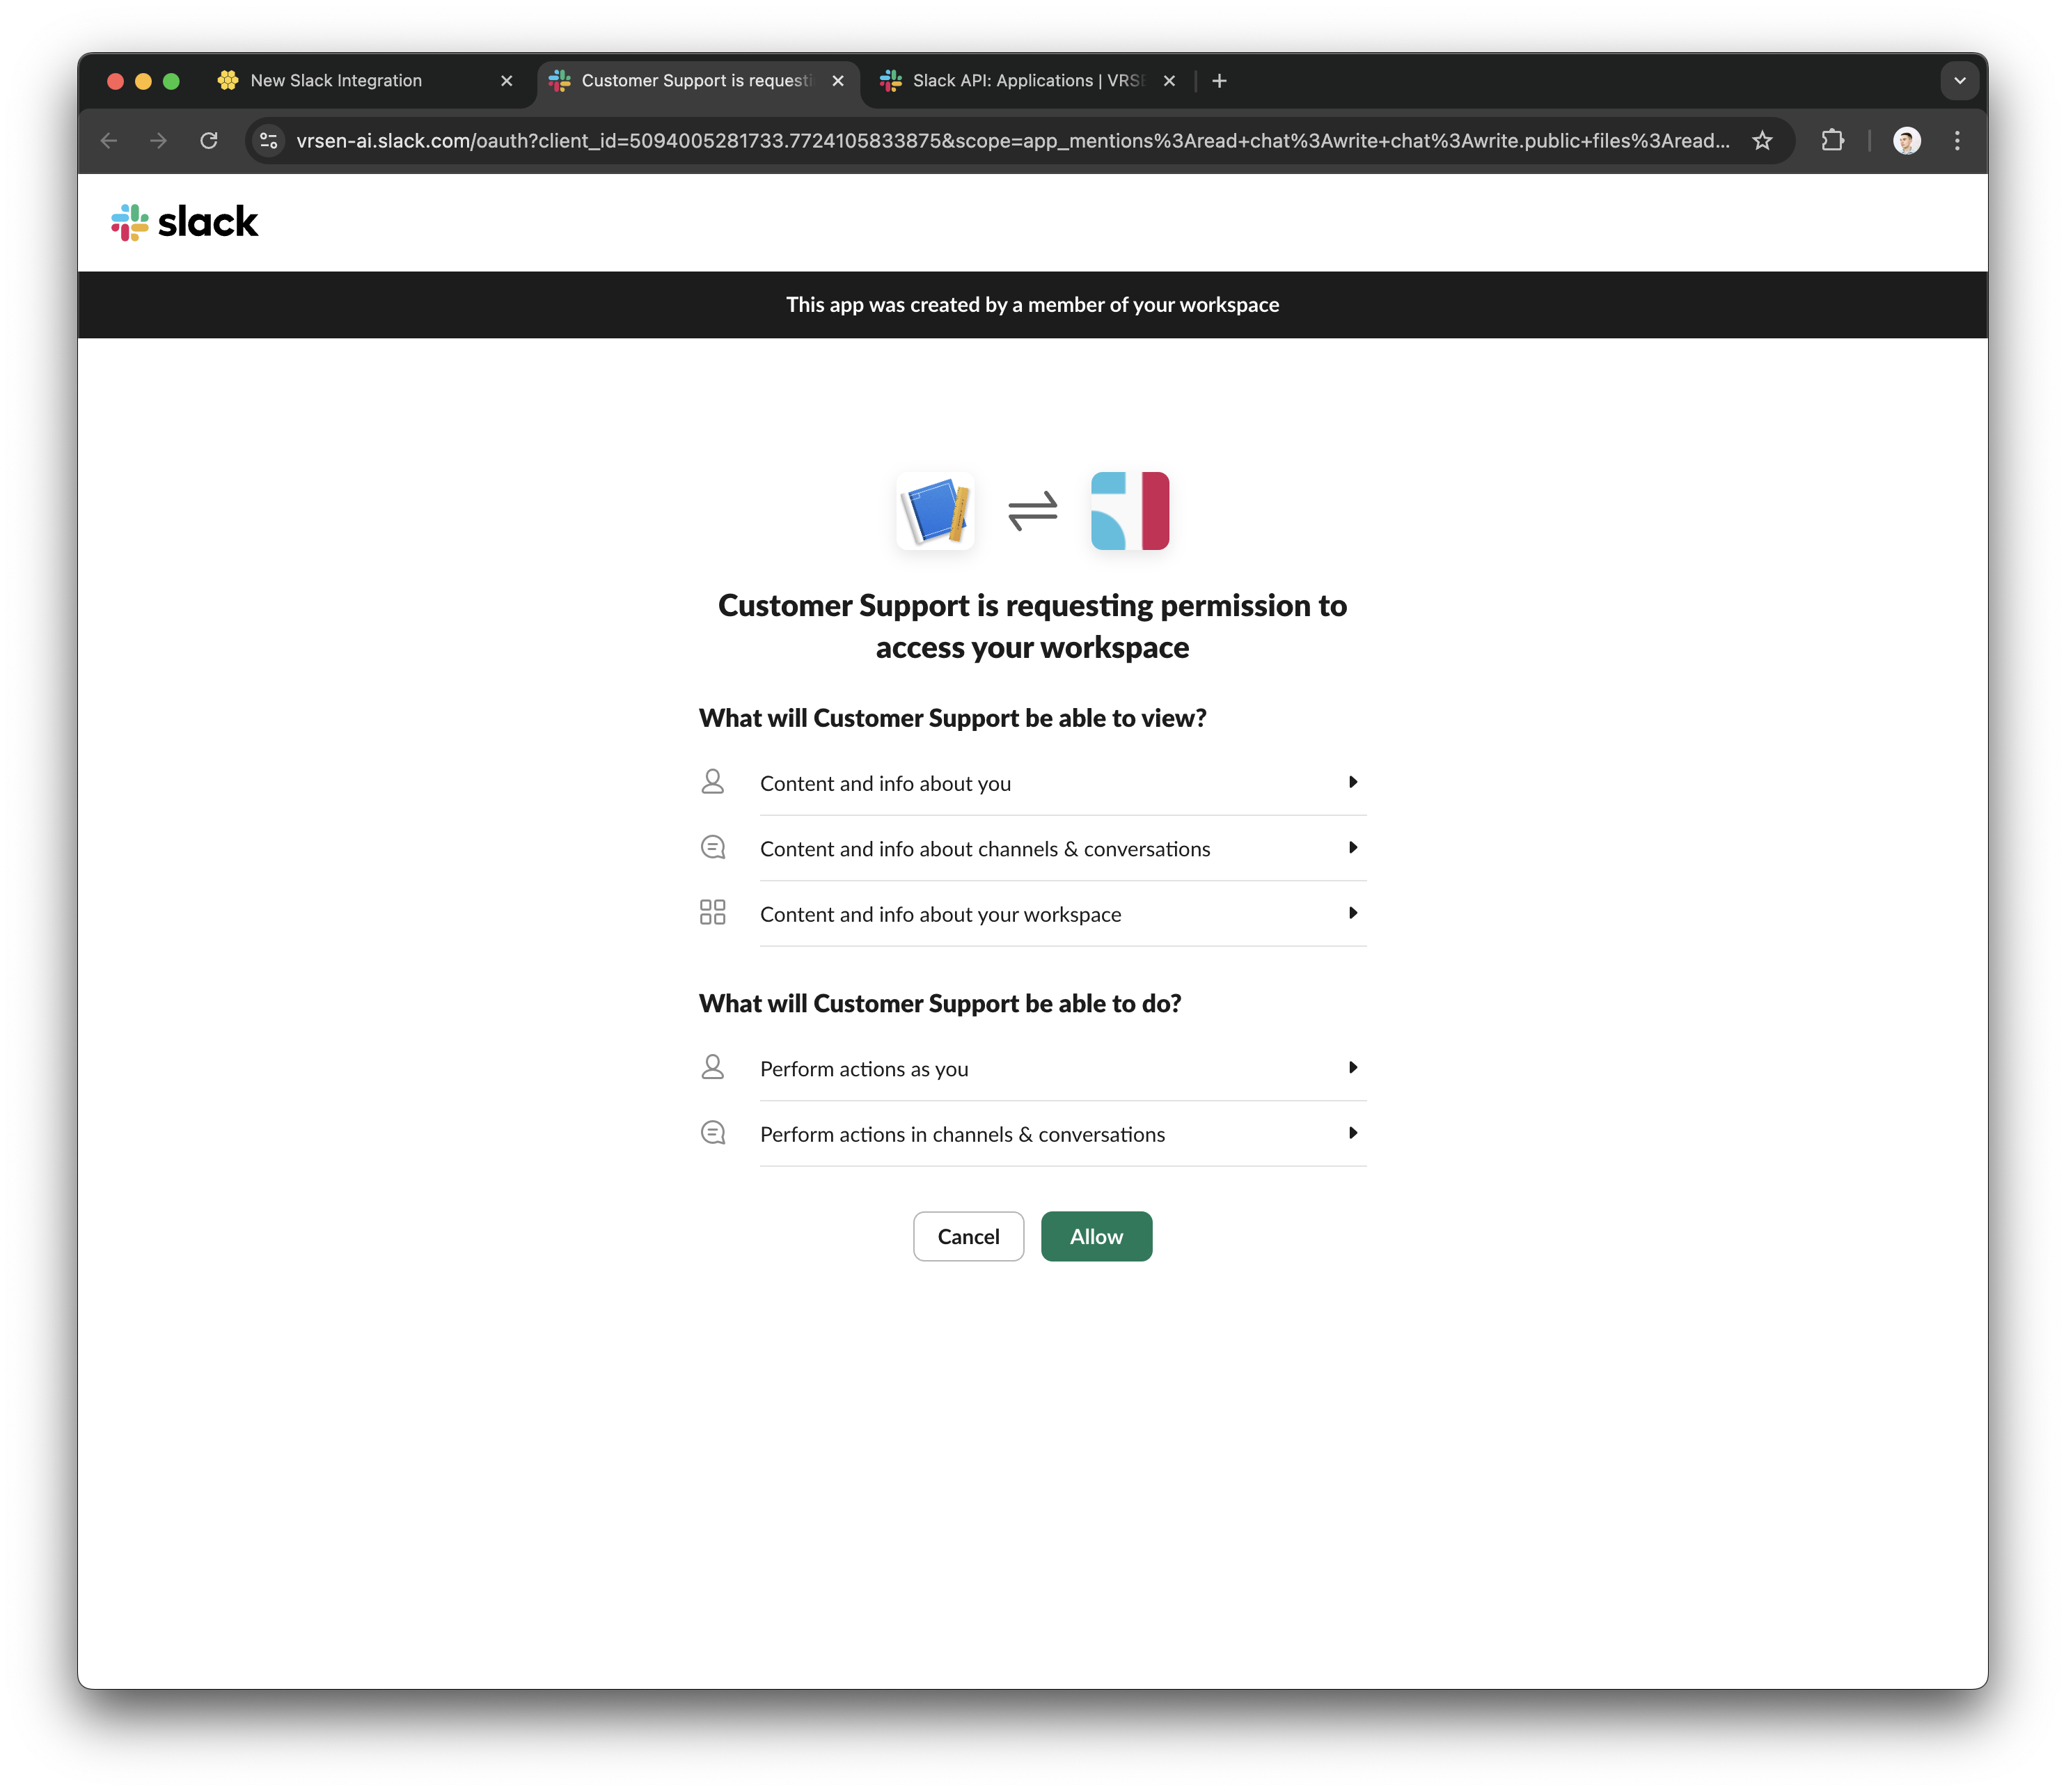 New Slack Integration
Customer Support is requesti
Slack API: Applications | VRSE
vrsen-ai.slack.com/oauth?client_id=5094005281733.7724105833875&scope=app_mentions%3Aread+chat%3Awrite+chat%3Awrite.public+files%3Aread...
slack
This app was created by a member of your workspace
Customer Support is requesting permission to
access your workspace
What will Customer Support be able to view?
Content and info about you
Content and info about channels & conversations
Content and info about your workspace
What will Customer Support be able to do?
Perform actions as you
Perform actions in channels & conversations
Cancel
Allow